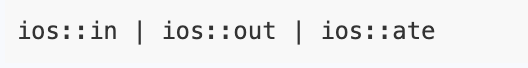 ios::in | ios::out | ios::ate